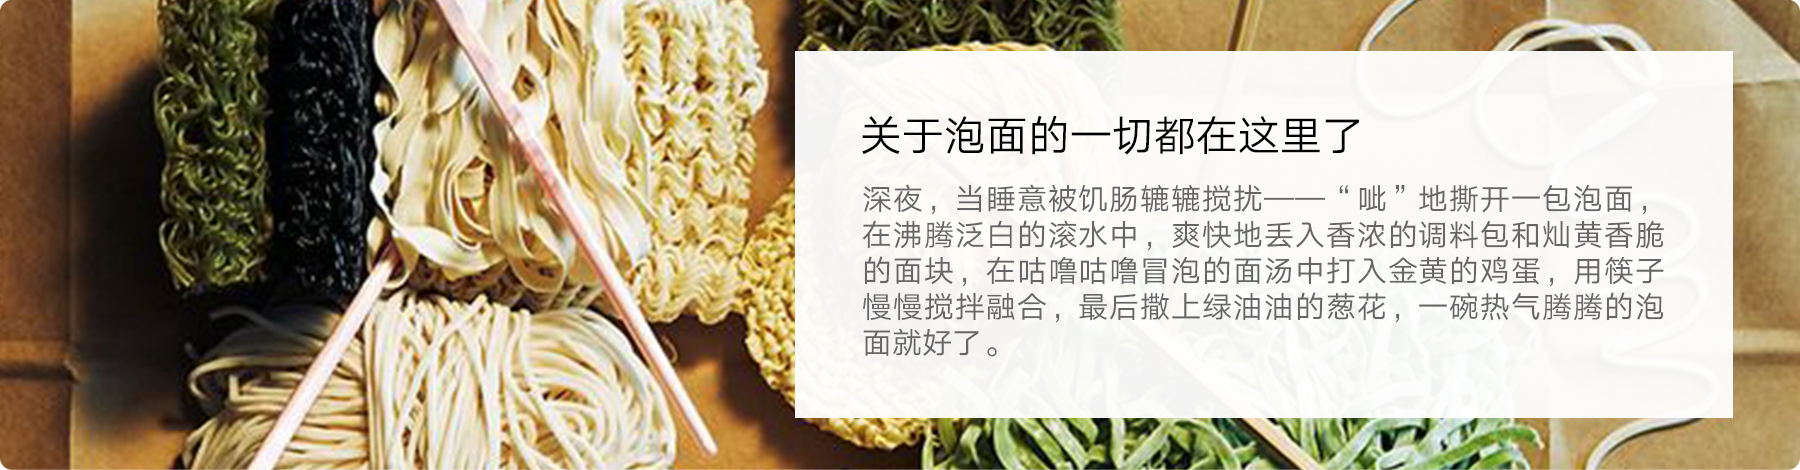 关于泡面的一切都在这里了
深夜，当睡意被饥肠辘辘搅扰——“呲”地撕开一包泡面，
在沸腾泛白的滚水中，爽快地丢入香浓的调料包和灿黄香脆
的面块，在咕噜咕噜冒泡的面汤中打入金黄的鸡蛋，用筷子
慢慢搅拌融合，最后撒上绿油油的葱花，一碗热气腾腾的泡
面就好了。